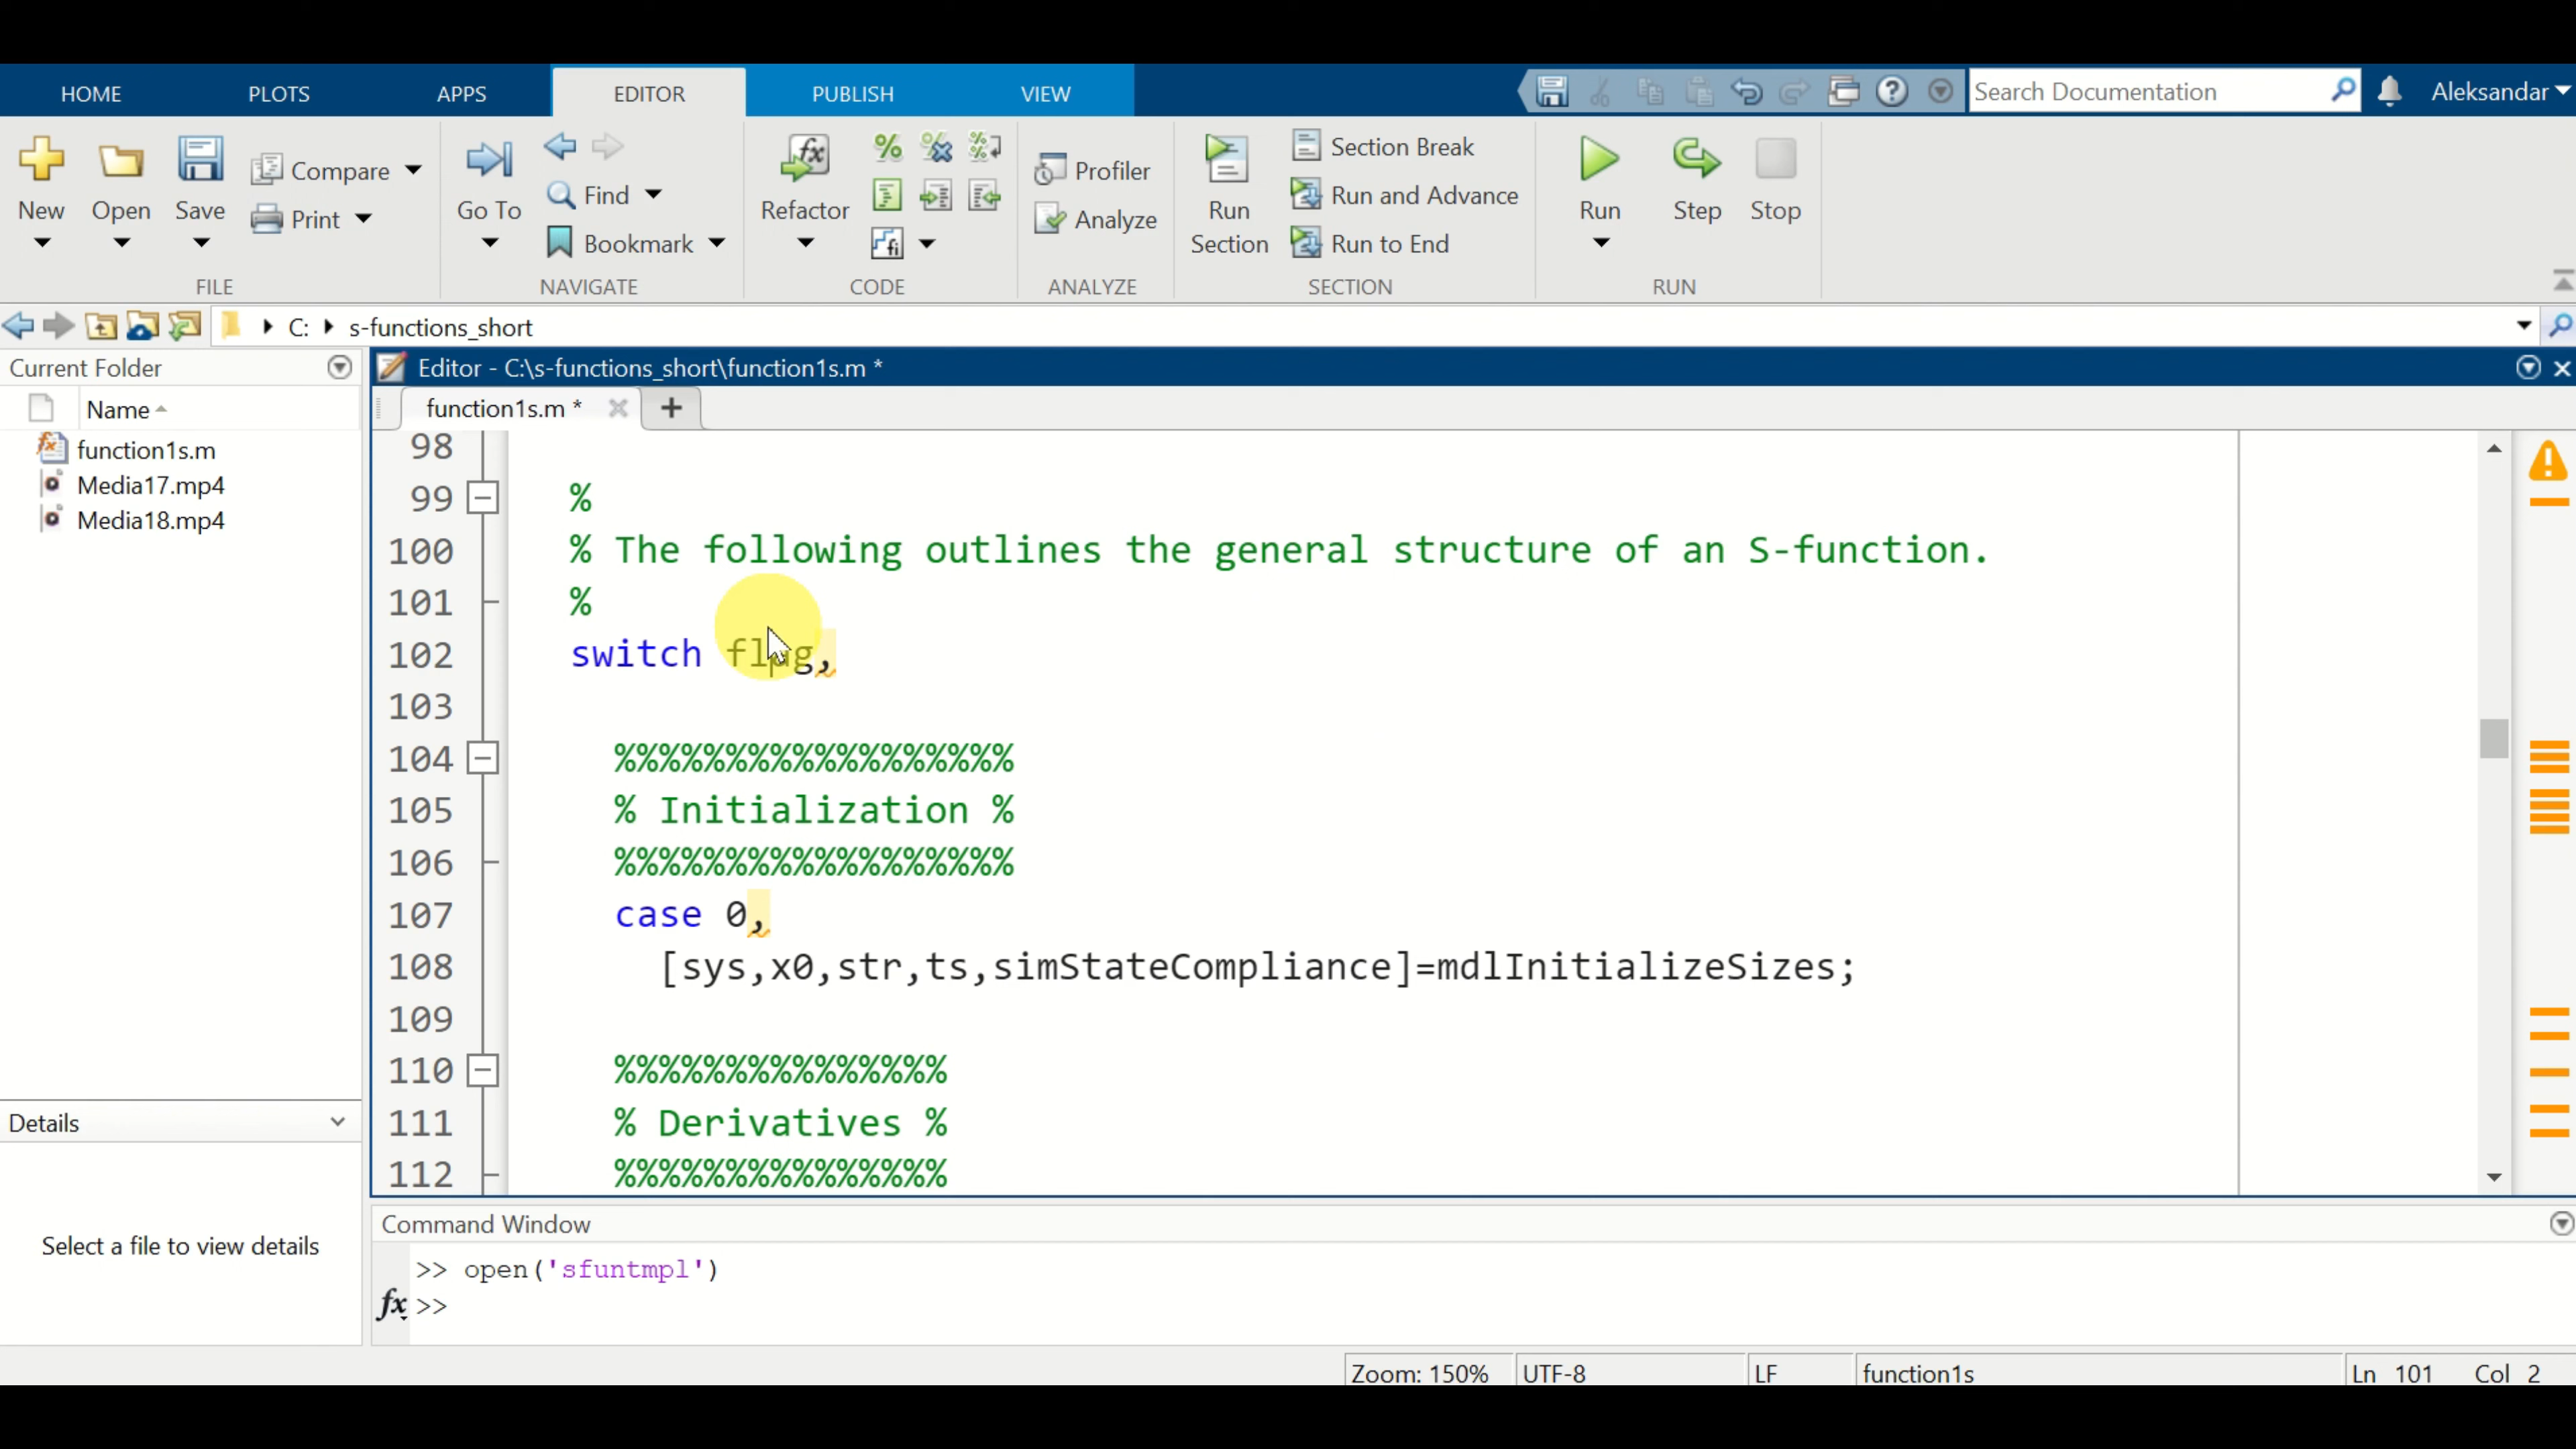 HOME PLOTS APPS EDITOR PUBLISH VIEW Search Documentation Aleksandar
New Open Save Compare Print
FILE
Go To Find Bookmark
NAVIGATE
Refactor
CODE
Profiler
Analyze
ANALYZE
Run Section
Section Break
Run and Advance
Run to End
SECTION
Run Step Stop
RUN
C: s-functions_short
Current Folder
Name
function1s.m
Media17.mp4
Media18.mp4
Details
Select a file to view details
Editor - C:\s-functions_short\function1s.m *
function1s.m *
98
99 %
100 % The following outlines the general structure of an S-function.
101 %
102 switch flag,
103
104 %%%%%%%%%%%%%%%%%%
105 % Initialization %
106 %%%%%%%%%%%%%%%%%%
107 case 0,
108 [sys,x0,str,ts,simStateCompliance]=mdlInitializeSizes;
109
110 %%%%%%%%%%%%%%%
111 % Derivatives %
112 %%%%%%%%%%%%%%%
Command Window
>> open('sfuntmpl')
fx >>
Zoom: 150% UTF-8 LF function1s Ln 101 Col 2